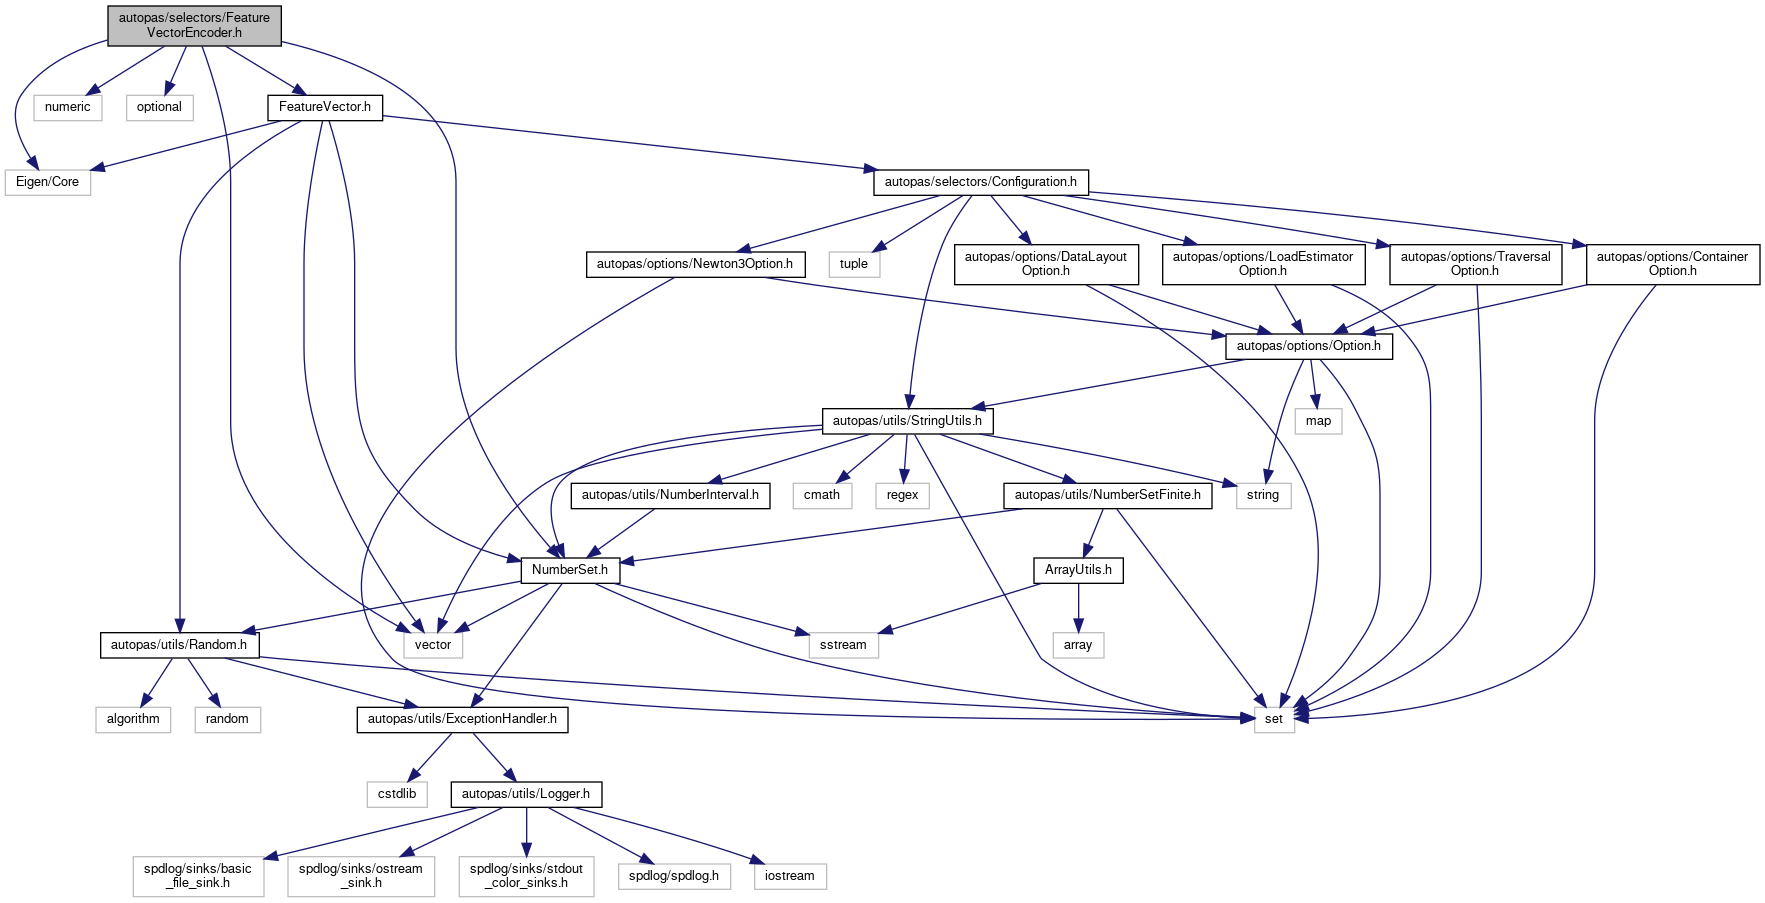 autopas/selectors/Feature
VectorEncoder.h
numeric
optional
FeatureVector.h
Eigen/Core
autopas/selectors/Configuration.h
autopas/options/Newton3Option.h
tuple
autopas/options/DataLayout
Option.h
autopas/options/LoadEstimator
Option.h
autopas/options/Traversal
Option.h
autopas/options/Container
Option.h
autopas/options/Option.h
autopas/utils/StringUtils.h
map
autopas/utils/NumberInterval.h
cmath
regex
autopas/utils/NumberSetFinite.h
string
NumberSet.h
ArrayUtils.h
autopas/utils/Random.h
vector
sstream
array
algorithm
random
autopas/utils/ExceptionHandler.h
set
cstdlib
autopas/utils/Logger.h
spdlog/sinks/basic
_file_sink.h
spdlog/sinks/ostream
_sink.h
spdlog/sinks/stdout
_color_sinks.h
spdlog/spdlog.h
iostream